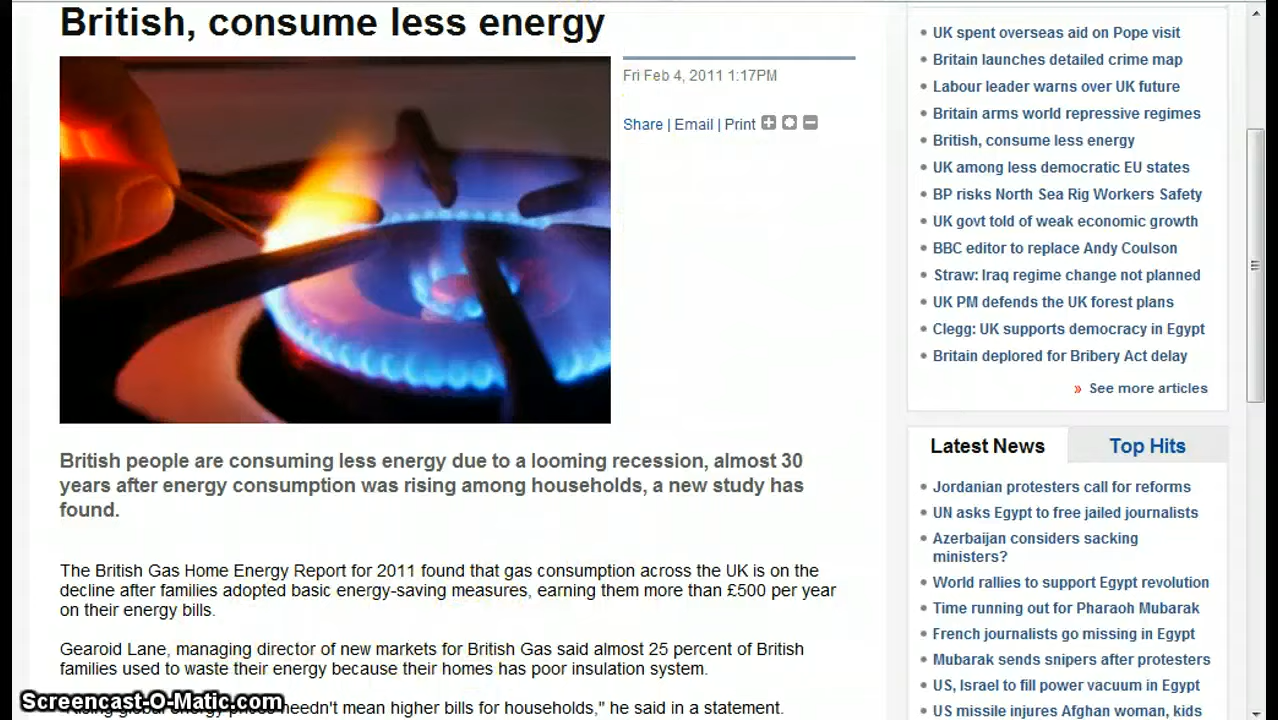 British, consume less energy
Fri Feb 4, 2011 1:17PM
Share | Email | Print
British people are consuming less energy due to a looming recession, almost 30
years after energy consumption was rising among households, a new study has
found.
The British Gas Home Energy Report for 2011 found that gas consumption across the UK is on the
decline after families adopted basic energy-saving measures, earning them more than £500 per year
on their energy bills.
Gearoid Lane, managing director of new markets for British Gas said almost 25 percent of British
families used to waste their energy because their homes has poor insulation system.
needn't mean higher bills for households," he said in a statement.
UK spent overseas aid on Pope visit
Britain launches detailed crime map
Labour leader warns over UK future
Britain arms world repressive regimes
British, consume less energy
UK among less democratic EU states
BP risks North Sea Rig Workers Safety
UK govt told of weak economic growth
BBC editor to replace Andy Coulson
Straw: Iraq regime change not planned
UK PM defends the UK forest plans
Clegg: UK supports democracy in Egypt
Britain deplored for Bribery Act delay
» See more articles
Latest News
Top Hits
Jordanian protesters call for reforms
UN asks Egypt to free jailed journalists
Azerbaijan considers sacking
ministers?
World rallies to support Egypt revolution
Time running out for Pharaoh Mubarak
French journalists go missing in Egypt
Mubarak sends snipers after protesters
US, Israel to fill power vacuum in Egypt
US missile injures Afghan woman, kids
Screencast-O-Matic.com